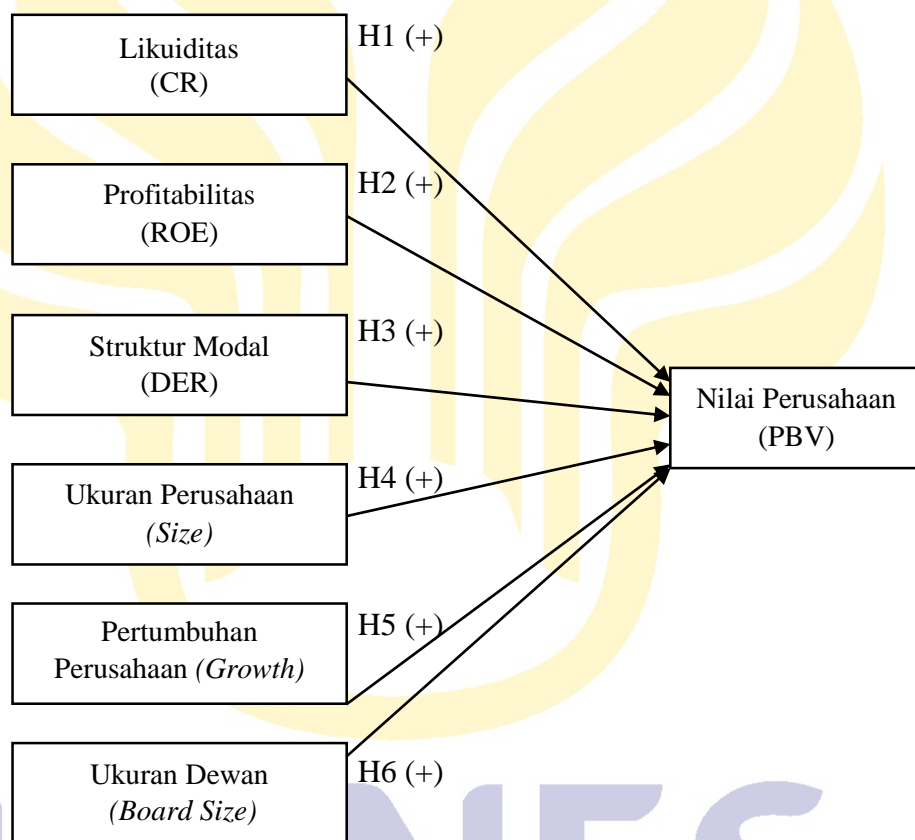 H1 (+)
Likuiditas
(CR)
H2 (+)
Profitabilitas
(ROE)
H3 (+)
Struktur Modal
(DER)
Nilai Perusahaan
(PBV)
H4 (+)
Ukuran Perusahaan
(Size)
H5 (+)
Pertumbuhan
Perusahaan (Growth)
H6 (+)
Ukuran Dewan
(Board Size)